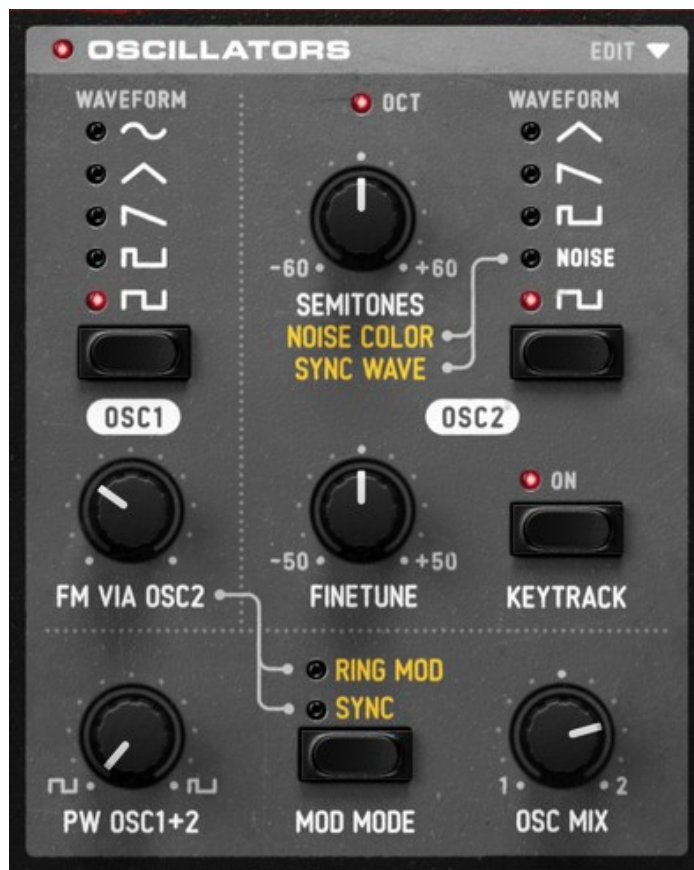 OSCILLATORS
EDIT
WAVEFORM
OCT
WAVEFORM
-60
+60
NOISE
SEMITONES
NOISE COLOR
SYNC WAVE
OSC1
OSC2
ON
-50
+50
FM VIA OSC2
FINETUNE
KEYTRACK
RING MOD
SYNC
1
2
PW OSC1+2
MOD MODE
OSC MIX